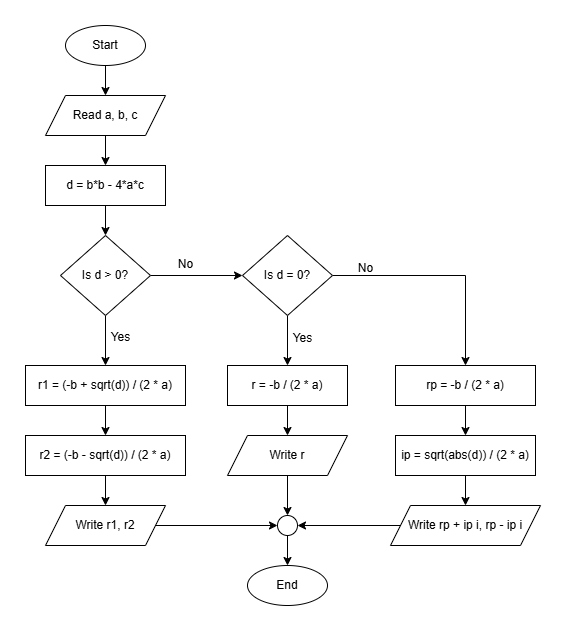 Start
Read a, b, c
d = b*b - 4*a*c
Is d > 0?
No
Is d = 0?
No
Yes
Yes
r1 = (-b + sqrt(d)) / (2 * a)
r = -b / (2 * a)
rp = -b / (2 * a)
r2 = (-b - sqrt(d)) / (2 * a)
Write r
ip = sqrt(abs(d)) / (2 * a)
Write r1, r2
Write rp + ip i, rp - ip i
End